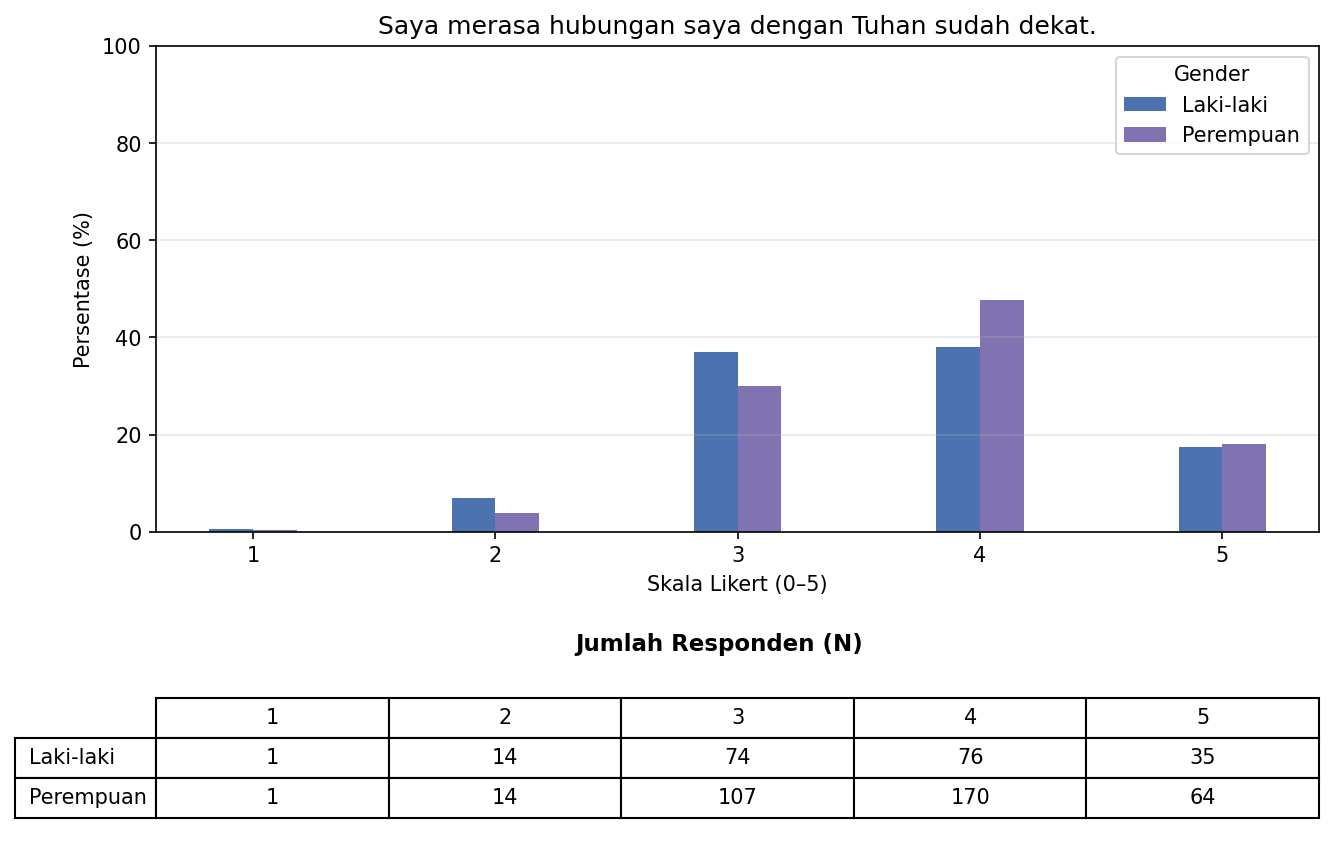 Saya merasa hubungan saya dengan Tuhan sudah dekat.
100
80
60
40
20
0
Persentase (%)
Gender
Laki-laki
Perempuan
1 2 3 4 5
Skala Likert (0–5)
Jumlah Responden (N)
1 2 3 4 5
Laki-laki 1 14 74 76 35
Perempuan 1 14 107 170 64